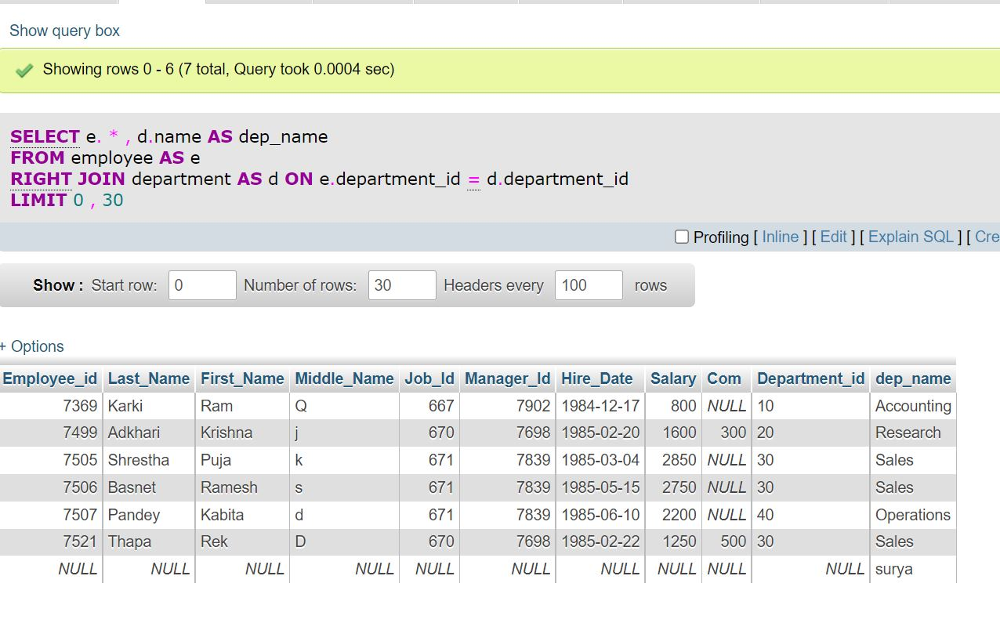 Show query box
Showing rows 0 - 6 (7 total, Query took 0.0004 sec)
SELECT e. * , d.name AS dep_name
FROM employee AS e
RIGHT JOIN department AS d ON e.department_id = d.department_id
LIMIT 0 , 30
Profiling [ Inline ] [ Edit ] [ Explain SQL ] [ Cre
Show : Start row: 0 Number of rows: 30 Headers every 100 rows
+ Options
Employee_id Last_Name First_Name Middle_Name Job_Id Manager_Id Hire_Date Salary Com Department_id dep_name
7369 Karki Ram Q 667 7902 1984-12-17 800 NULL 10 Accounting
7499 Adkhari Krishna j 670 7698 1985-02-20 1600 300 20 Research
7505 Shrestha Puja k 671 7839 1985-03-04 2850 NULL 30 Sales
7506 Basnet Ramesh s 671 7839 1985-05-15 2750 NULL 30 Sales
7507 Pandey Kabita d 671 7839 1985-06-10 2200 NULL 40 Operations
7521 Thapa Rek D 670 7698 1985-02-22 1250 500 30 Sales
NULL NULL NULL NULL NULL NULL NULL NULL NULL NULL surya